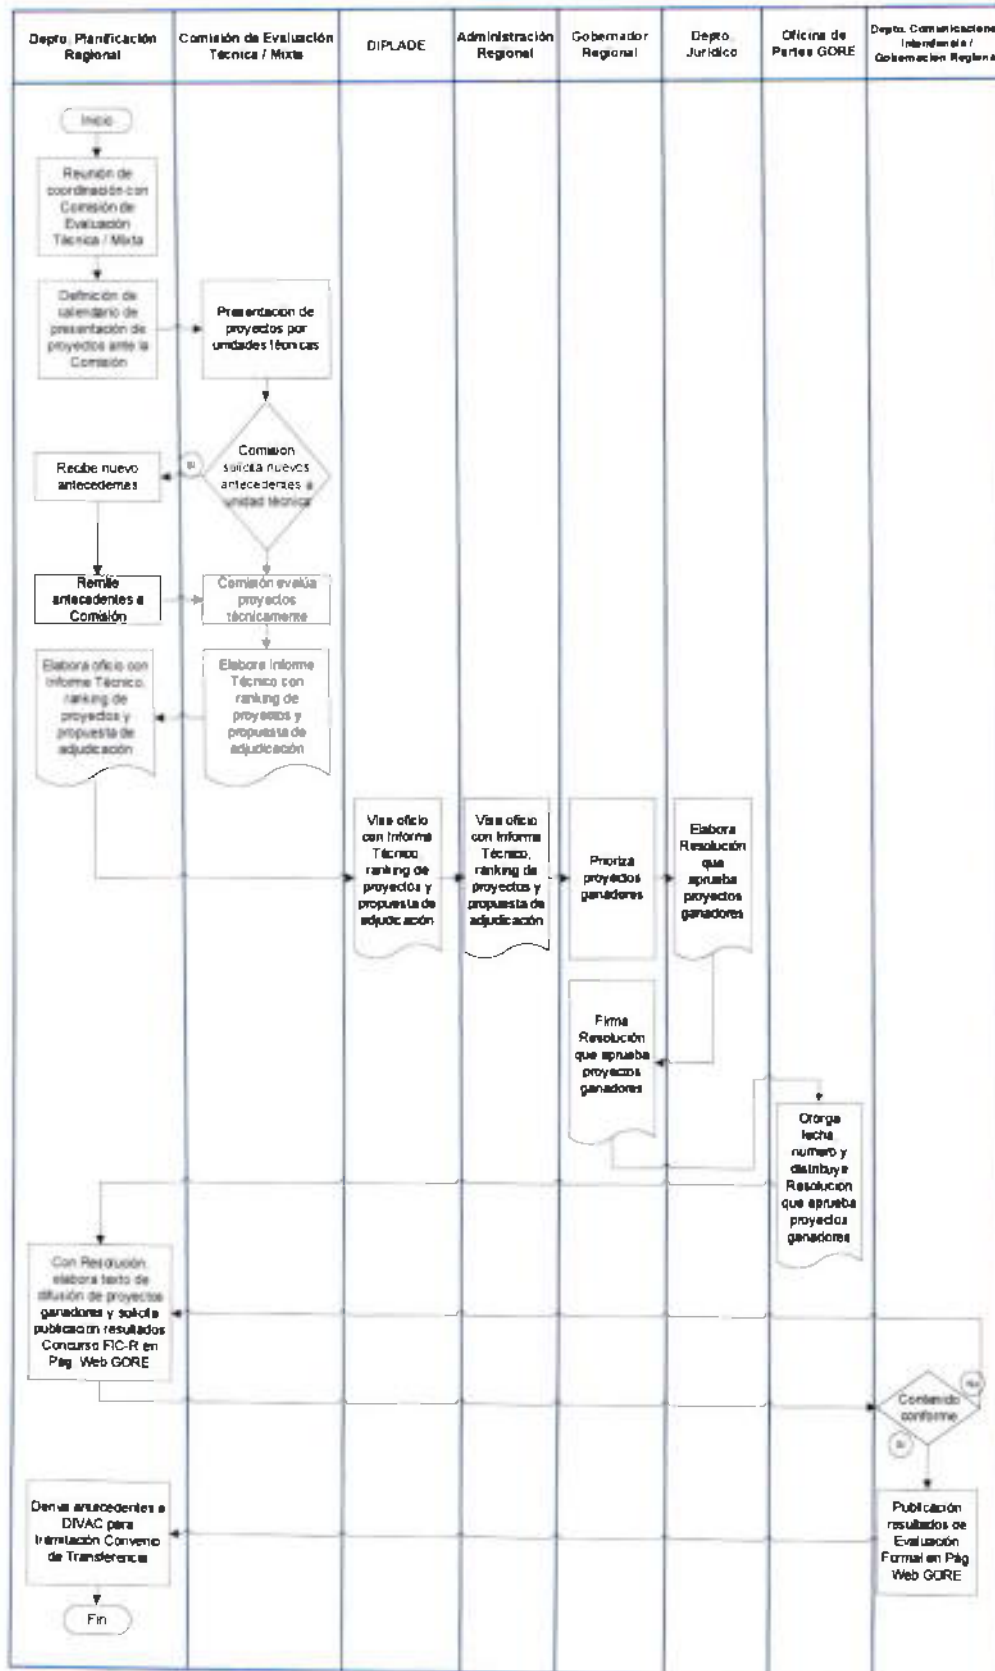 Depto. Planificación
Regional
Comisión de Evaluación
Técnica / Mixta
DIPLADE
Administración
Regional
Gobernador
Regional
Depto.
Jurídico
Oficina de
Partes GORE
Depto. Comunicaciones
Intendencia /
Gobernación Regional
Inicio
Reunión de
coordinación con
Comisión de
Evaluación
Técnica / Mixta
Definición de
calendario de
presentación de
proyectos ante la
Comisión
Presentación de
proyectos por
unidades técnicas
Comisión
solicita nuevos
antecedentes a
unidad técnica
Si
Recibe nuevo
antecedentes
Remite
antecedentes a
Comisión
Comisión evalúa
proyectos
técnicamente
Elabora oficio con
Informe Técnico,
ranking de
proyectos y
propuesta de
adjudicación
Elabora Informe
Técnico con
ranking de
proyectos y
propuesta de
adjudicación
Visa oficio
con Informe
Técnico,
ranking de
proyectos y
propuesta de
adjudicación
Visa oficio
con Informe
Técnico,
ranking de
proyectos y
propuesta de
adjudicación
Prioriza
proyectos
ganadores
Elabora
Resolución
que
aprueba
proyectos
ganadores
Firma
Resolución
que aprueba
proyectos
ganadores
Otorga
fecha,
numero y
distribuye
Resolución
que aprueba
proyectos
ganadores
Con Resolución,
elabora texto de
difusión de proyectos
ganadores y solicita
publicación resultados
Concurso FIC-R en
Pág. Web GORE
No
Contenido
conforme
Si
Publicación
resultados de
Evaluación
Formal en Pág
Web GORE
Deriva antecedentes a
DIVAC para
tramitación Convenio
de Transferencia
Fin